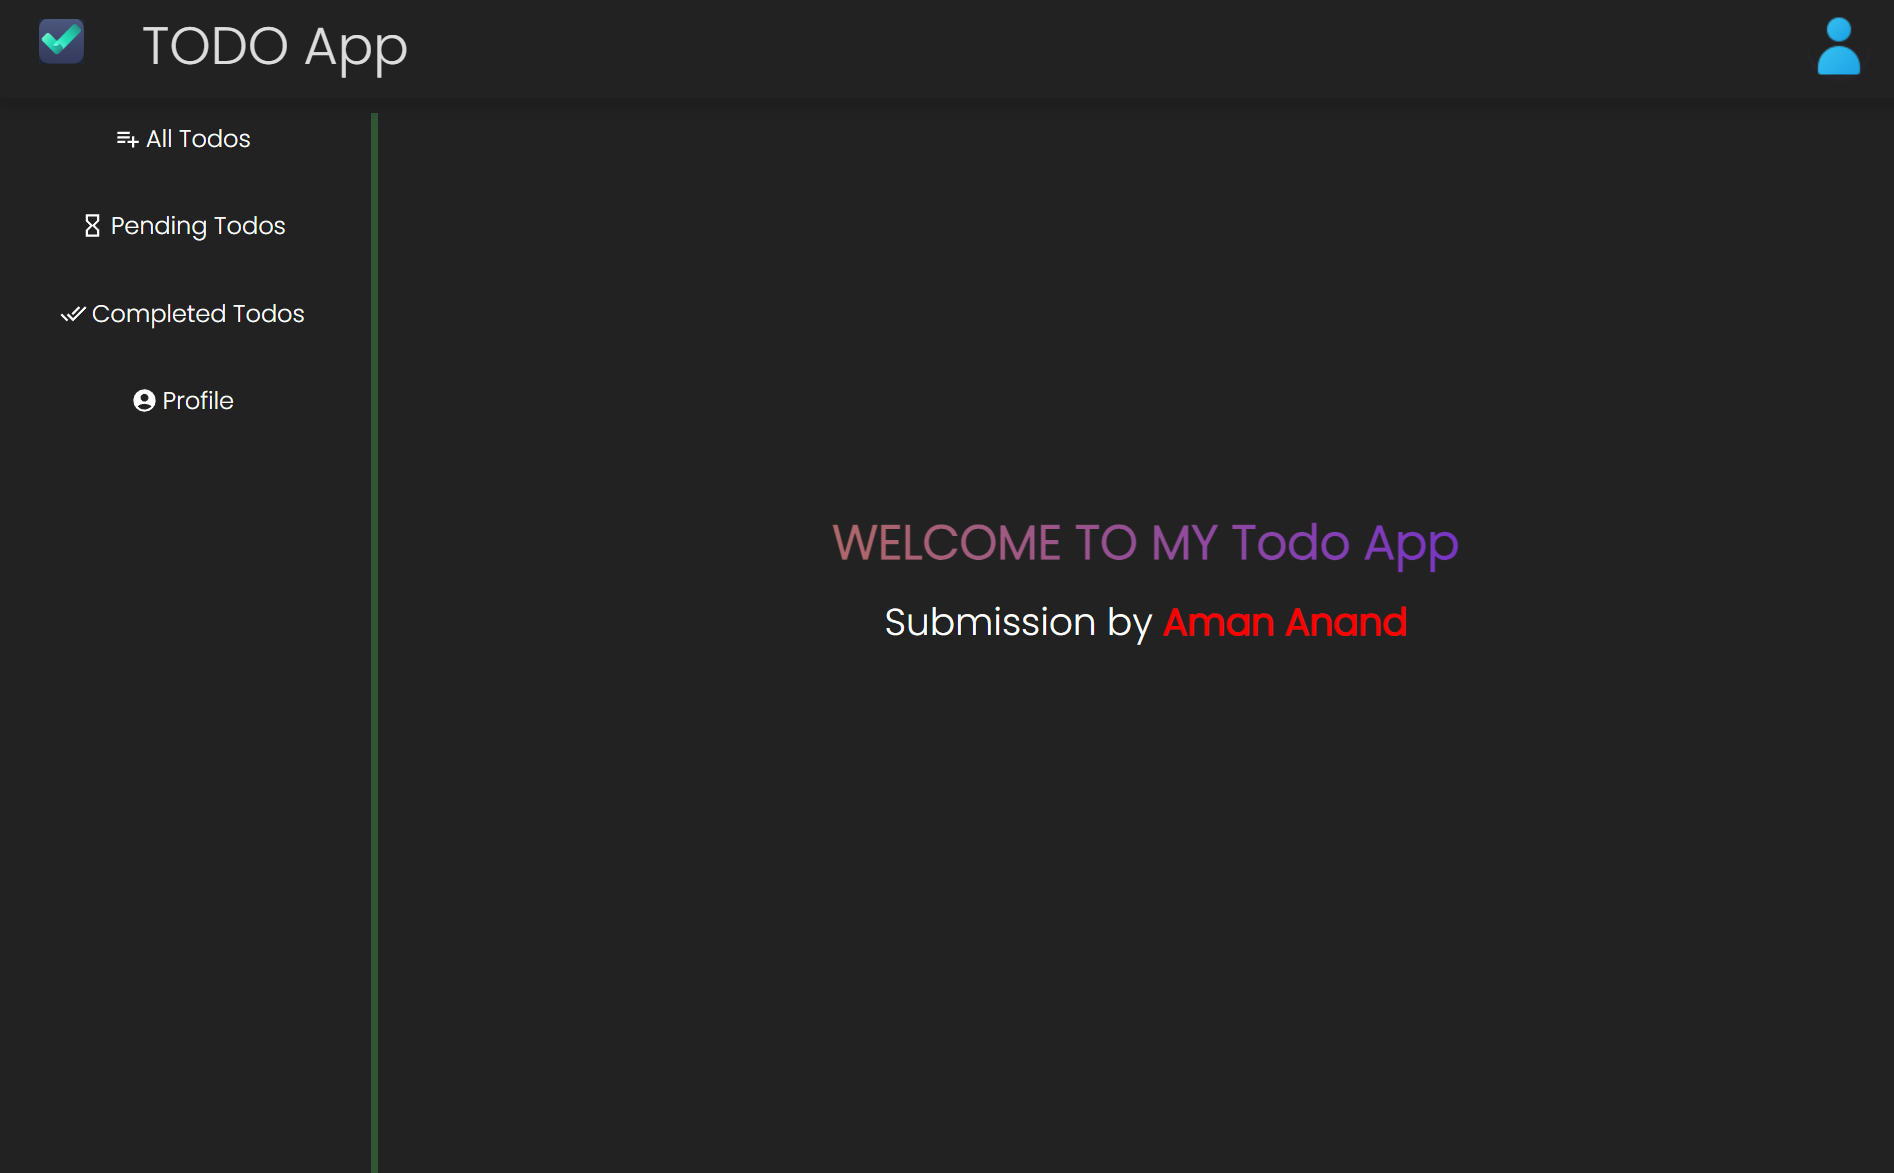 TODO App
All Todos
Pending Todos
Completed Todos
Profile
WELCOME TO MY Todo App
Submission by Aman Anand